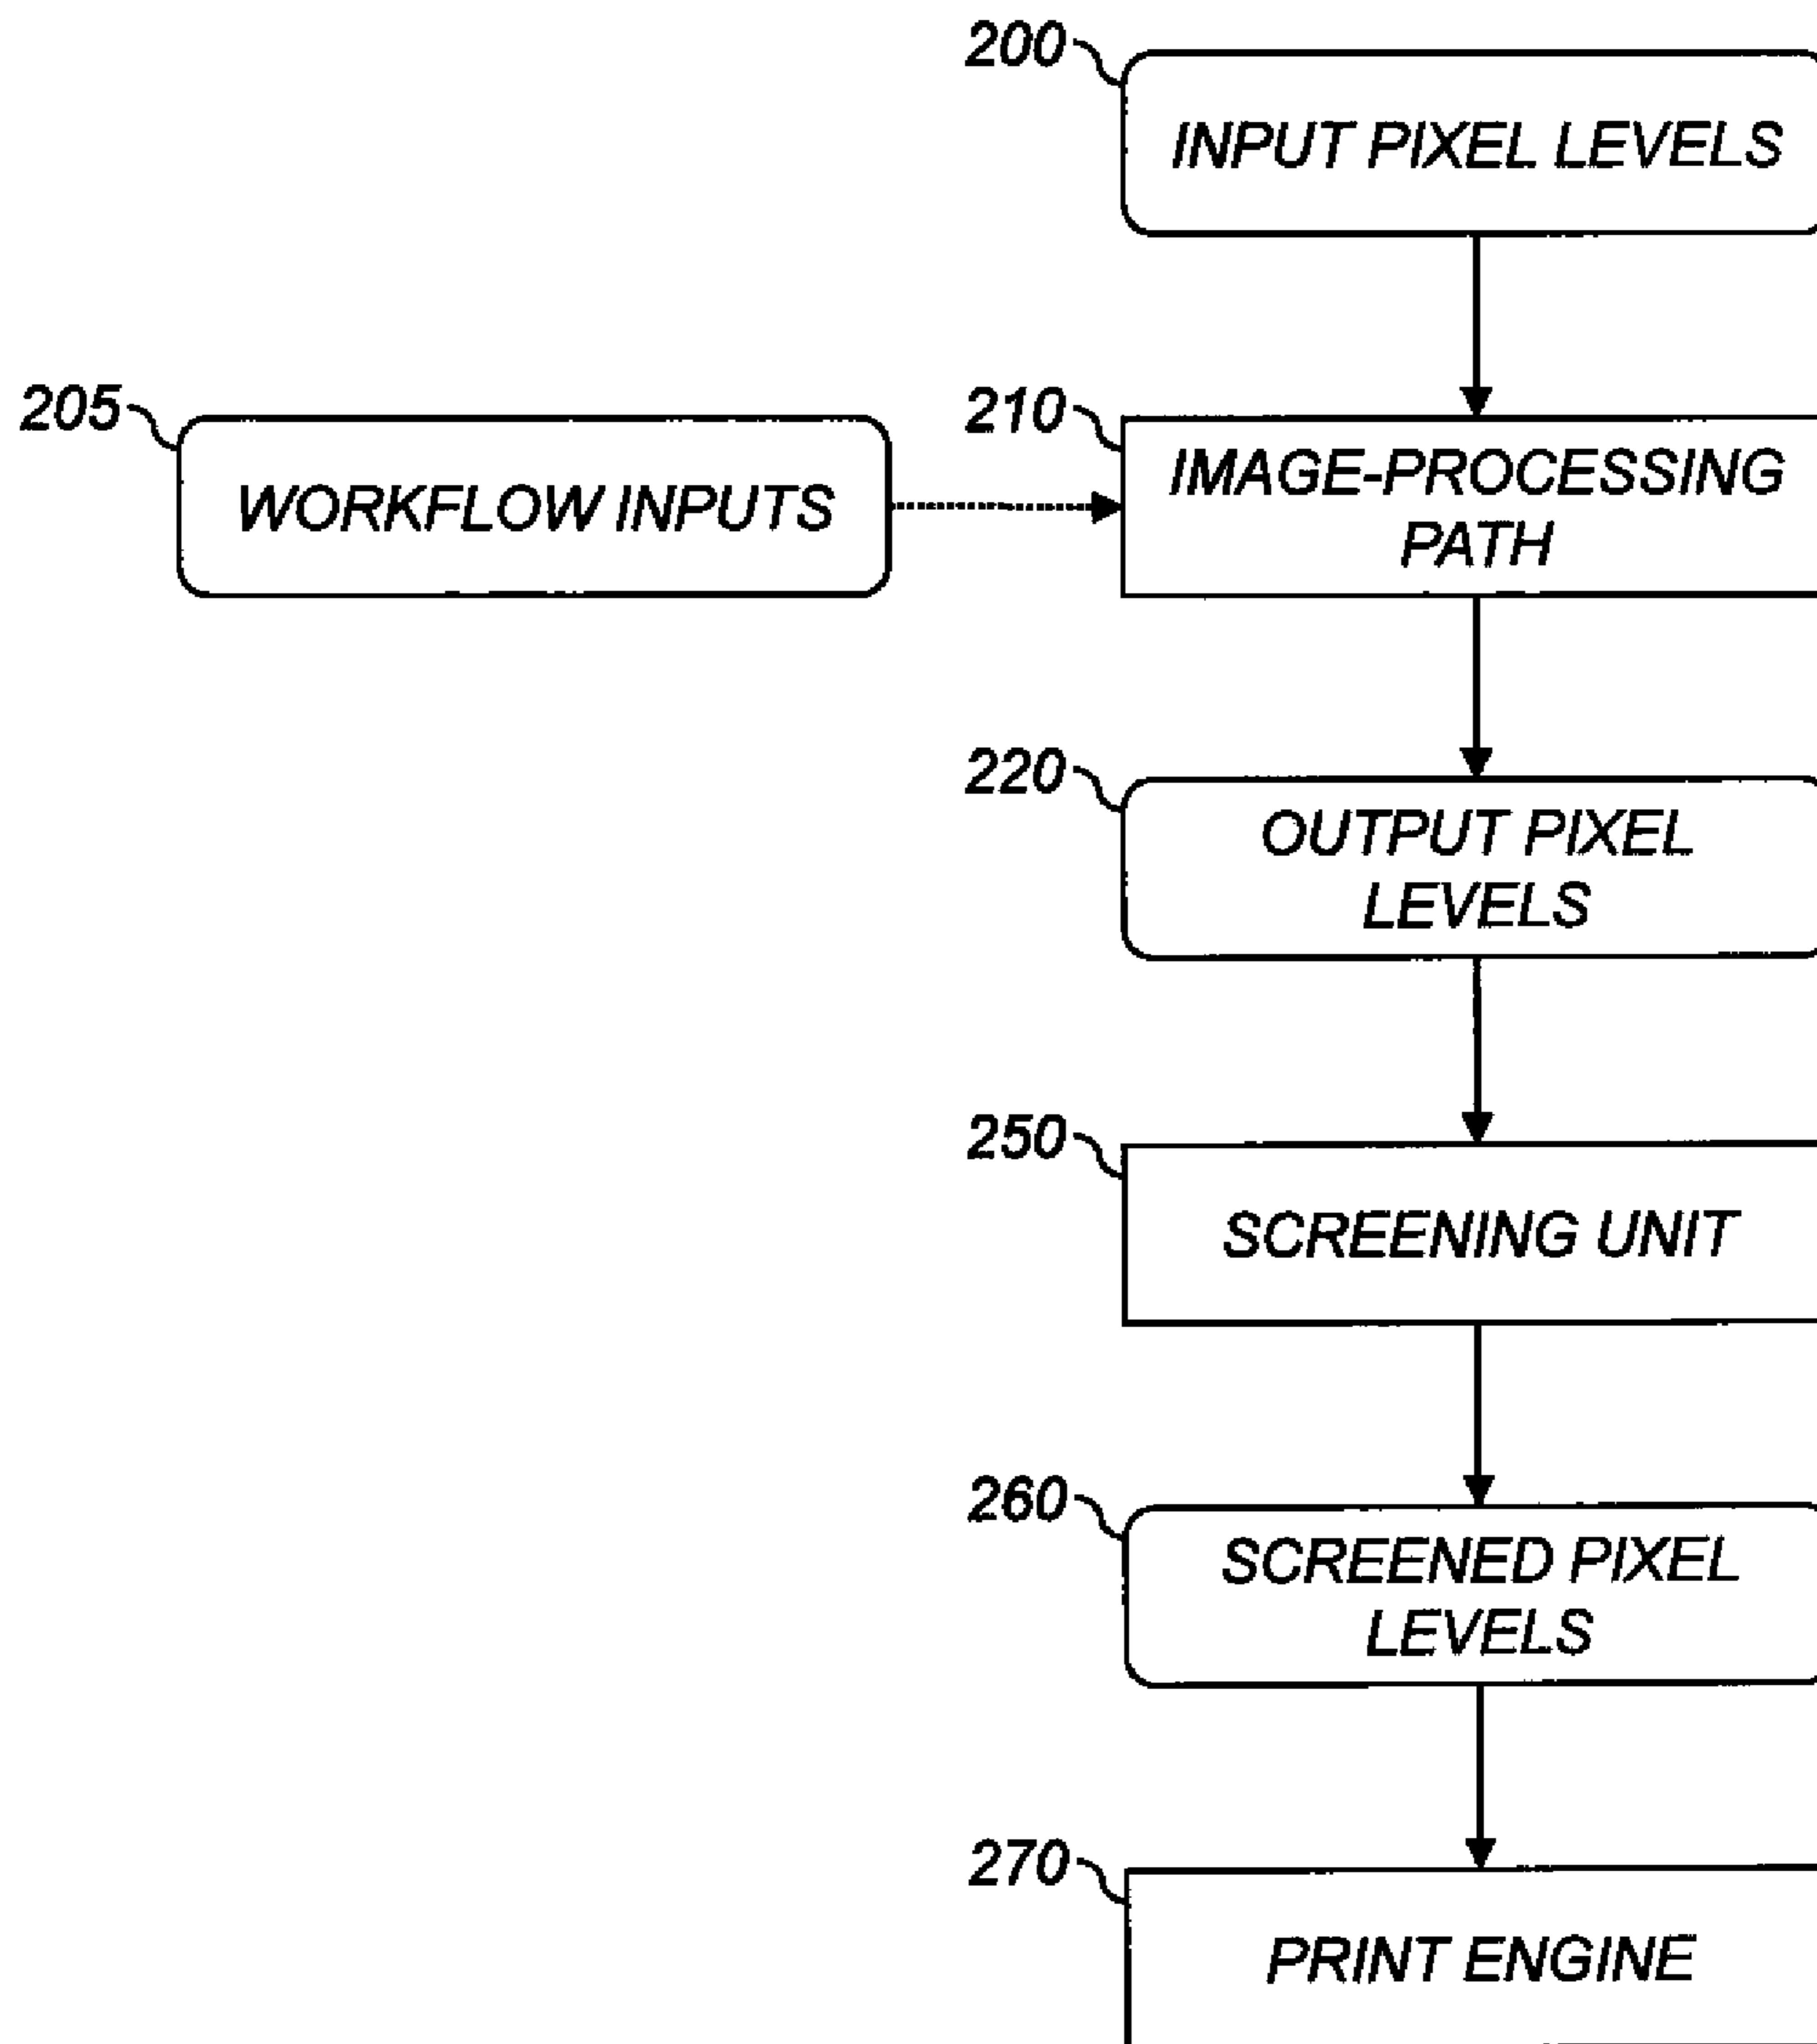 200
INPUT PIXEL LEVELS
205
WORKFLOW INPUTS
210
IMAGE-PROCESSING
PATH
220
OUTPUT PIXEL
LEVELS
250
SCREENING UNIT
260
SCREENED PIXEL
LEVELS
270
PRINT ENGINE